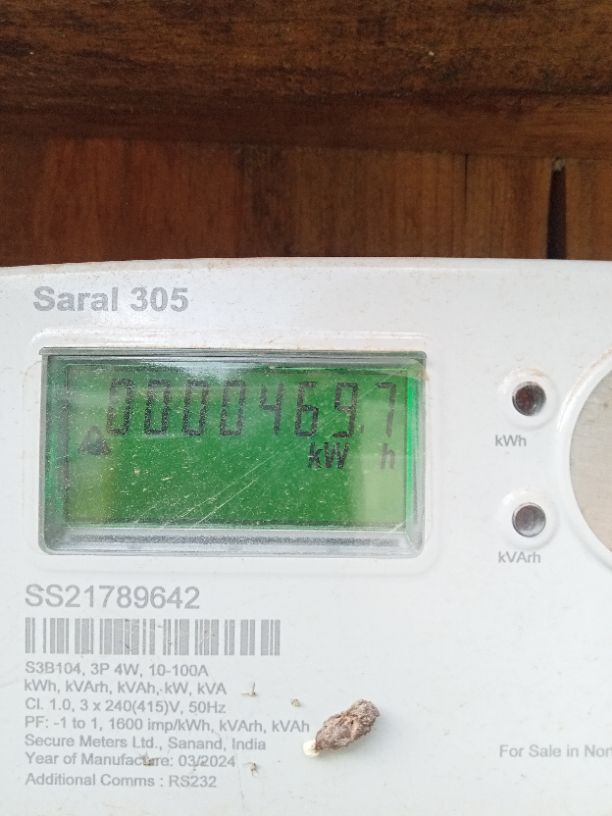 Saral 305
0000469.7
kW h
kWh
kVArh
SS21789642
S3B104, 3P 4W, 10-100A
kWh, kVArh, kVAh, kW, kVA
Cl. 1.0, 3 x 240(415)V, 50Hz
PF: -1 to 1, 1600 imp/kWh, kVArh, kVAh
Secure Meters Ltd., Sanand, India
Year of Manufacture: 03/2024
Additional Comms : RS232
For Sale in